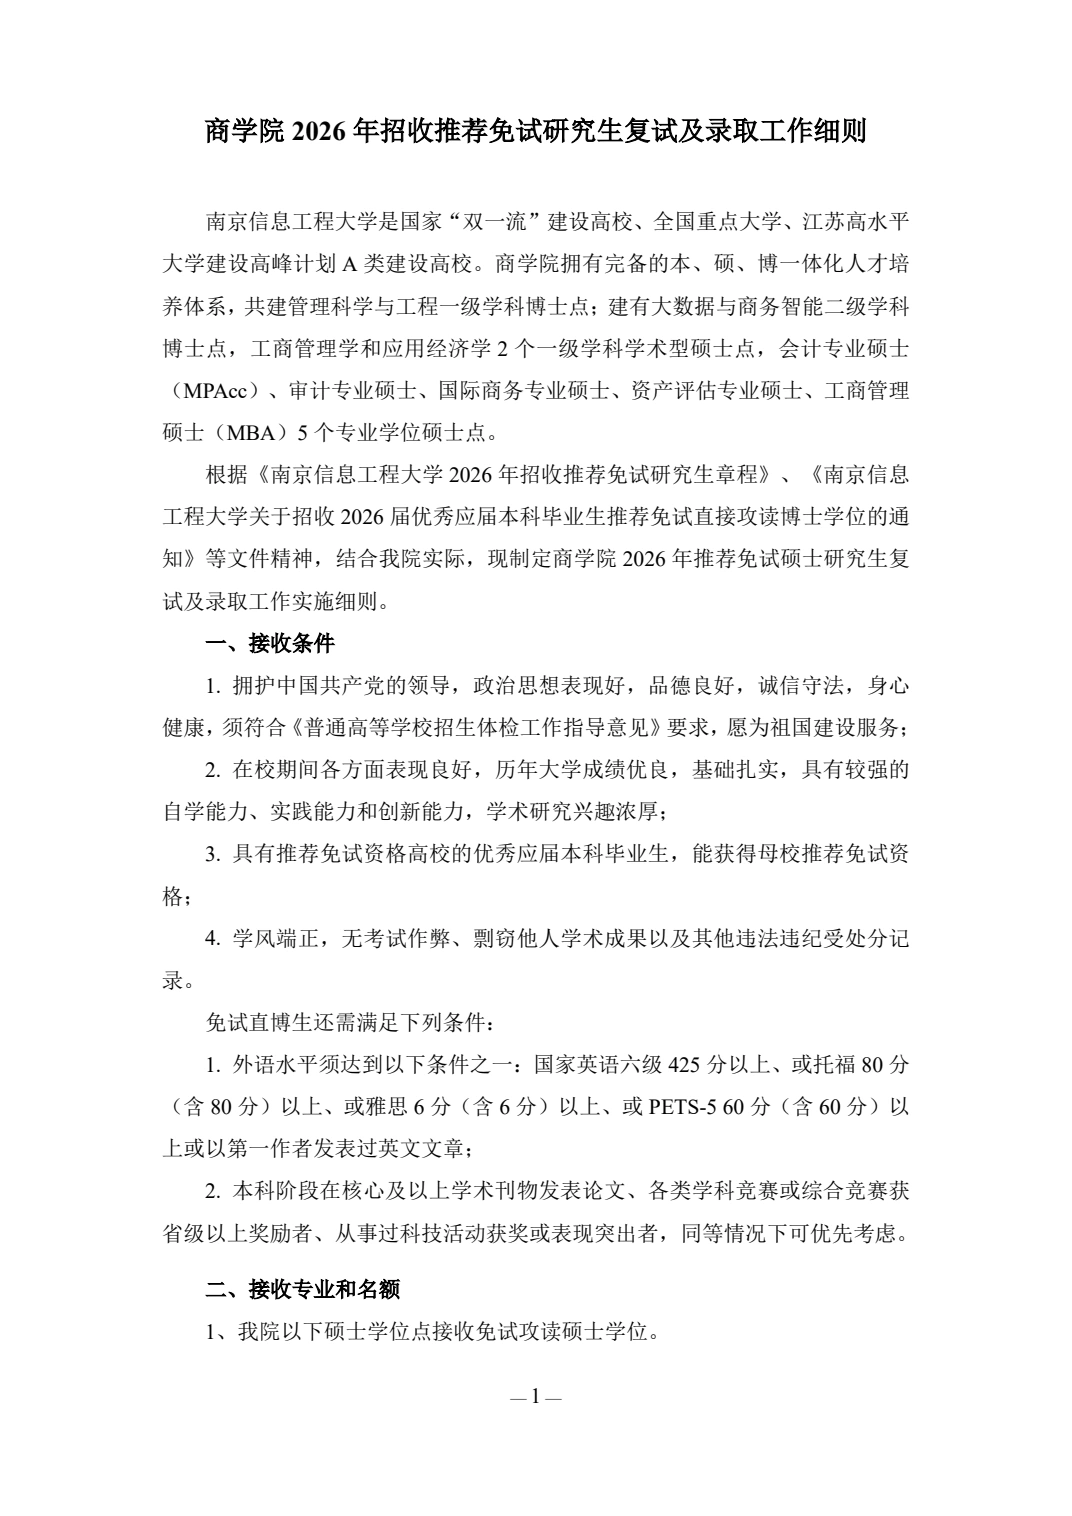 商学院 2026 年招收推荐免试研究生复试及录取工作细则
南京信息工程大学是国家“双一流”建设高校、全国重点大学、江苏高水平
大学建设高峰计划 A 类建设高校。商学院拥有完备的本、硕、博一体化人才培
养体系，共建管理科学与工程一级学科博士点；建有大数据与商务智能二级学科
博士点，工商管理学和应用经济学 2 个一级学科学术型硕士点，会计专业硕士
（MPAcc）、审计专业硕士、国际商务专业硕士、资产评估专业硕士、工商管理
硕士（MBA）5 个专业学位硕士点。
根据《南京信息工程大学 2026 年招收推荐免试研究生章程》、《南京信息
工程大学关于招收 2026 届优秀应届本科毕业生推荐免试直接攻读博士学位的通
知》等文件精神，结合我院实际，现制定商学院 2026 年推荐免试硕士研究生复
试及录取工作实施细则。
一、接收条件
1. 拥护中国共产党的领导，政治思想表现好，品德良好，诚信守法，身心
健康，须符合《普通高等学校招生体检工作指导意见》要求，愿为祖国建设服务；
2. 在校期间各方面表现良好，历年大学成绩优良，基础扎实，具有较强的
自学能力、实践能力和创新能力，学术研究兴趣浓厚；
3. 具有推荐免试资格高校的优秀应届本科毕业生，能获得母校推荐免试资
格；
4. 学风端正，无考试作弊、剽窃他人学术成果以及其他违法违纪受处分记
录。
免试直博生还需满足下列条件：
1. 外语水平须达到以下条件之一：国家英语六级 425 分以上、或托福 80 分
（含 80 分）以上、或雅思 6 分（含 6 分）以上、或 PETS-5 60 分（含 60 分）以
上或以第一作者发表过英文文章；
2. 本科阶段在核心及以上学术刊物发表论文、各类学科竞赛或综合竞赛获
省级以上奖励者、从事过科技活动获奖或表现突出者，同等情况下可优先考虑。
二、接收专业和名额
1、我院以下硕士学位点接收免试攻读硕士学位。
— 1 —